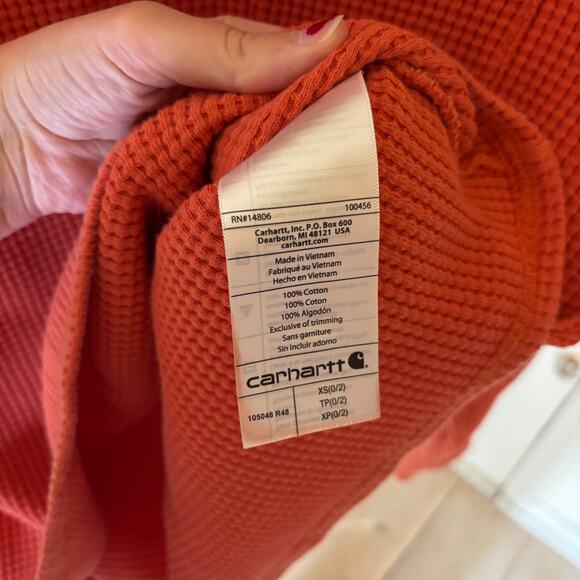 RN#14806 100456
Carhartt, Inc. P.O. Box 600
Dearborn, MI 48121 USA
carhartt.com
Made in Vietnam
Fabriqué au Vietnam
Hecho en Vietnam
100% Cotton
100% Coton
100% Algodón
Exclusive of trimming
Sans garniture
Sin incluir adorno
carhartt
105048 R48
XS(0/2)
TP(0/2)
XP(0/2)